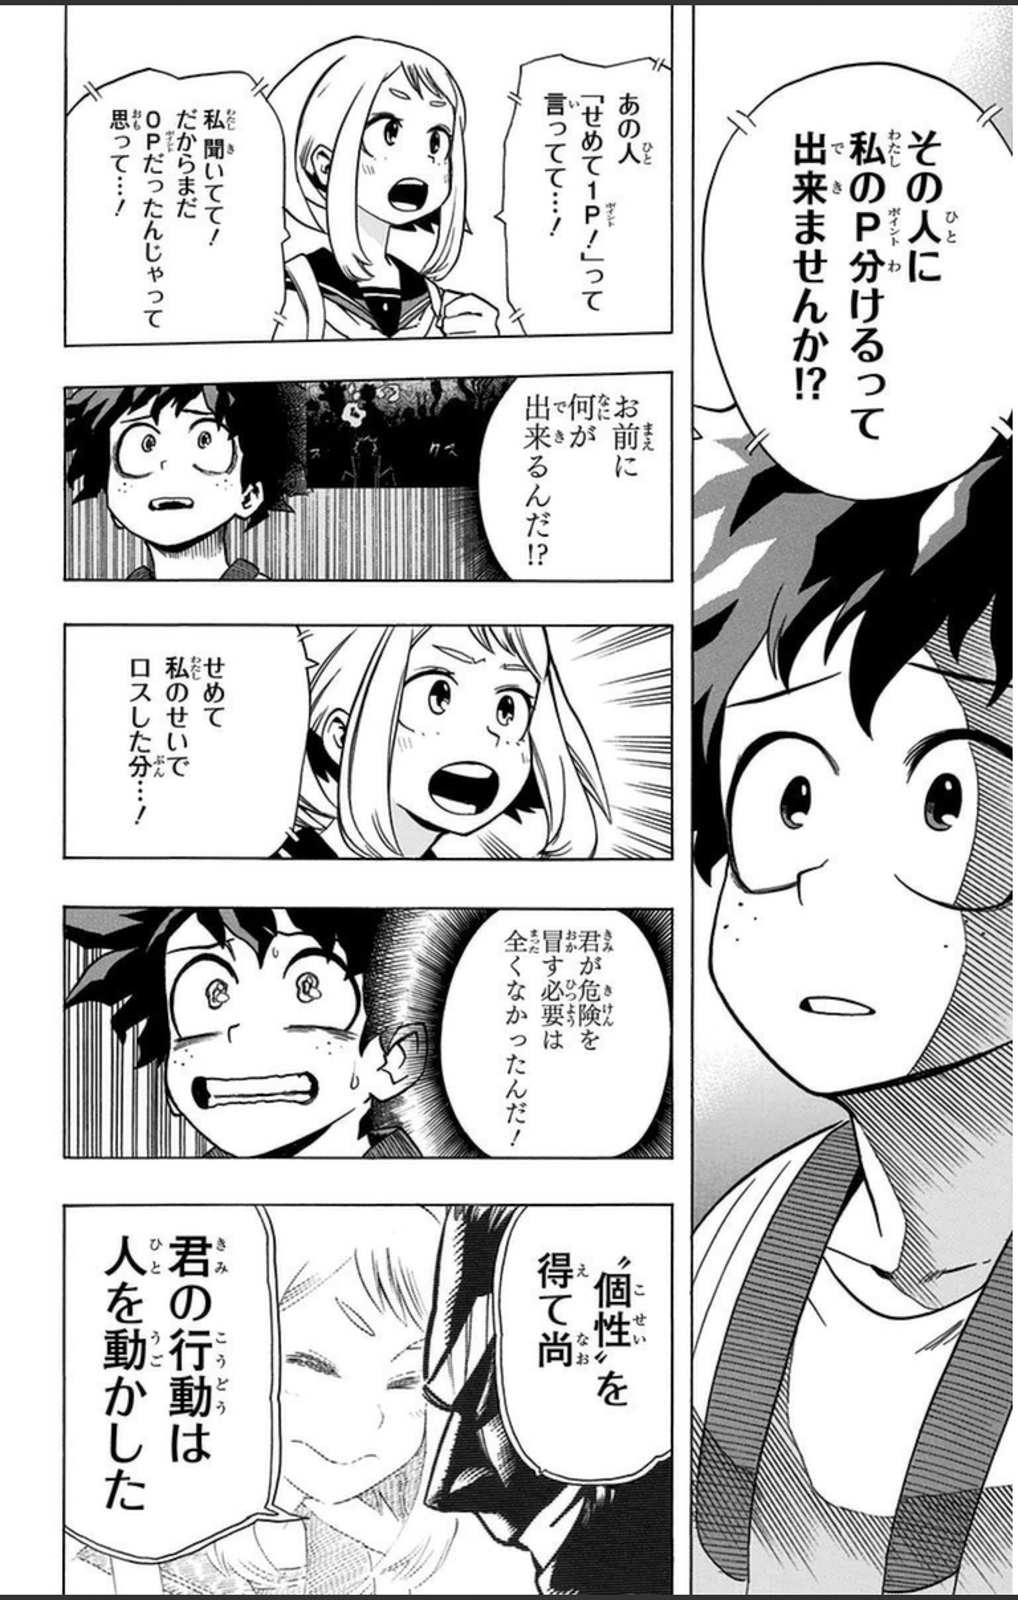 その人に
私のP分けるって
出来ませんか!?
あの人
「せめて1P!」って
言ってて…!
私聞いてて!
だからまだ
0Pだったんじゃって
思って…!
お前に
何が
出来るんだ!?
クス
ス
せめて
私のせいで
ロスした分…!
君が危険を
冒す必要は
全くなかったんだ!
〝個性〟を
得て尚
君の行動は
人を動かした